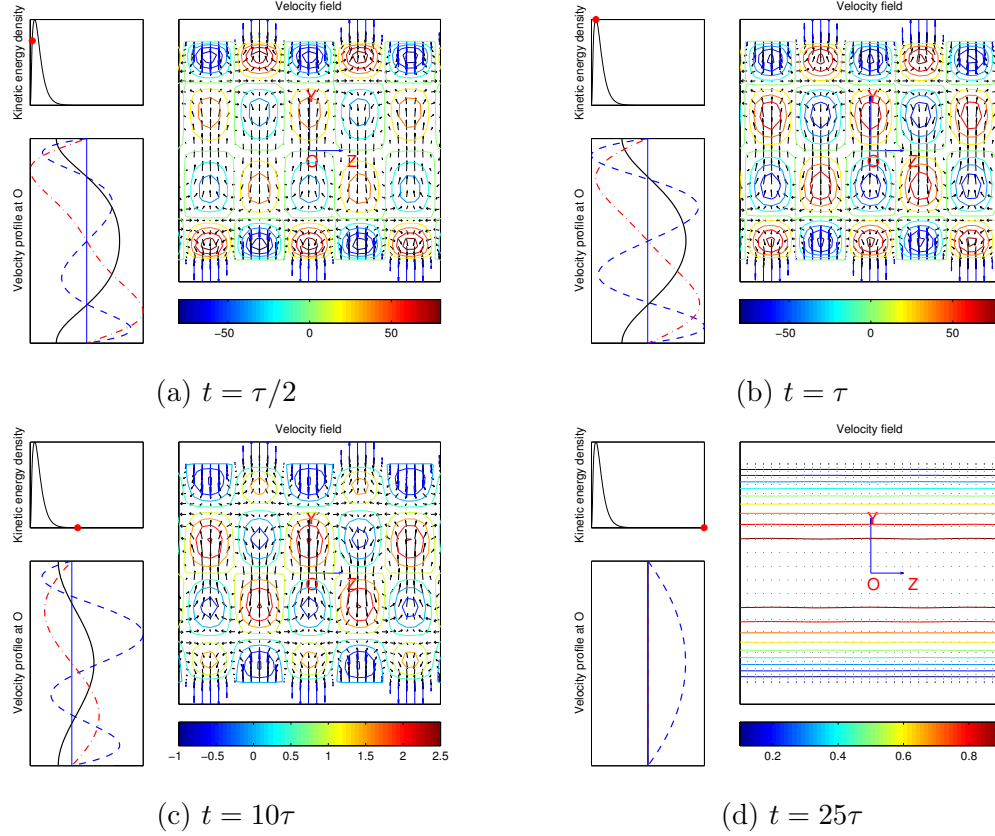 Velocity field
Kinetic energy density
Y
O
Z
Velocity profile at O
−50
0
50
(a) t = τ/2
Velocity field
Kinetic energy density
Y
O
Z
Velocity profile at O
−50
0
50
(b) t = τ
Velocity field
Kinetic energy density
Y
O
Z
Velocity profile at O
−1
−0.5
0
0.5
1
1.5
2
2.5
(c) t = 10τ
Velocity field
Kinetic energy density
Y
O
Z
Velocity profile at O
0.2
0.4
0.6
0.8
(d) t = 25τ